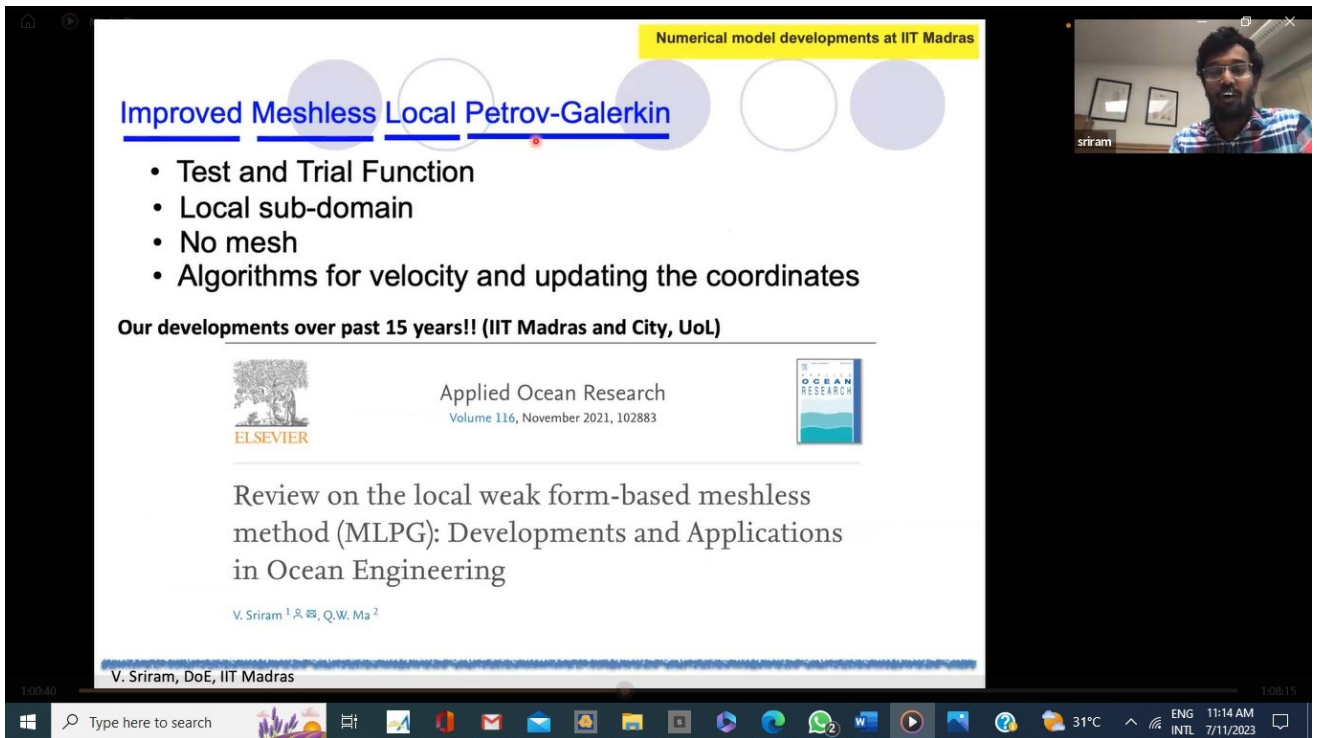 Numerical model developments at IIT Madras
Improved Meshless Local Petrov-Galerkin
• Test and Trial Function
• Local sub-domain
• No mesh
• Algorithms for velocity and updating the coordinates
Our developments over past 15 years!! (IIT Madras and City, UoL)
ELSEVIER
Applied Ocean Research
Volume 116, November 2021, 102883
OCEAN
RESEARCH
Review on the local weak form-based meshless
method (MLPG): Developments and Applications
in Ocean Engineering
V. Sriram 1, Q.W. Ma 2
V. Sriram, DoE, IIT Madras
sriram
1:00:40
1:08:15
Type here to search
2
31°C
ENG
INTL
11:14 AM
7/11/2023